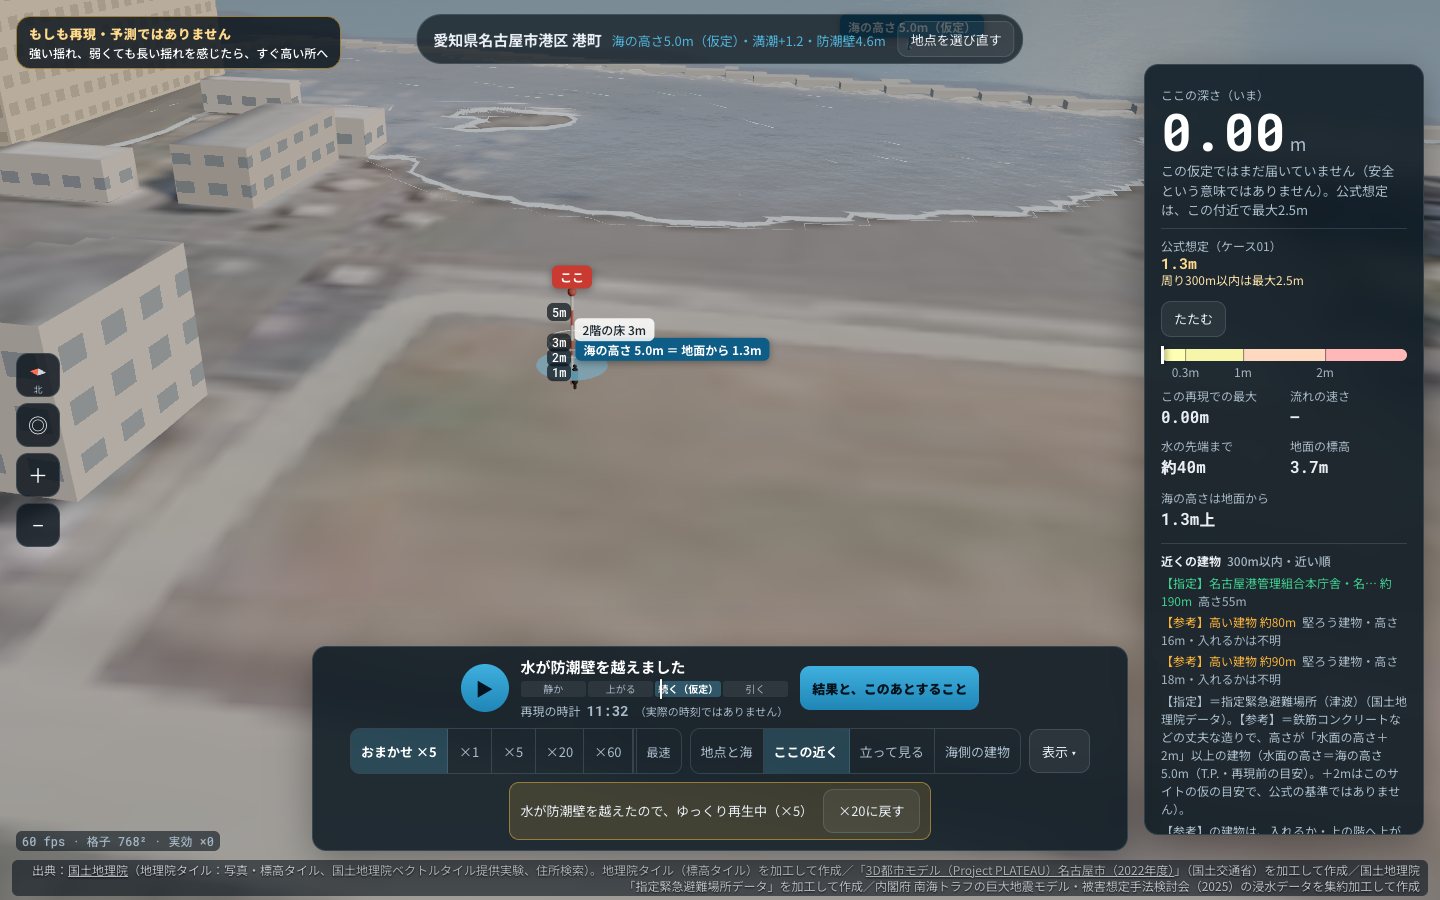 もしも再現・予測ではありません
強い揺れ、弱くても長い揺れを感じたら、すぐ高い所へ
海の高さ5.0m（仮定）
愛知県名古屋市港区 港町 海の高さ5.0m（仮定）・満潮+1.2・防潮壁4.6m 地点を選び直す
ここの深さ（いま）
0.00 m
この仮定ではまだ届いていません（安全
という意味ではありません）。公式想定
は、この付近で最大2.5m
公式想定（ケース01）
1.3m
周り300m以内は最大2.5m
たたむ
0.3m 1m 2m
この再現での最大 流れの速さ
0.00m –
水の先端まで 地面の標高
約40m 3.7m
海の高さは地面から
1.3m上
近くの建物 300m以内・近い順
【指定】名古屋港管理組合本庁舎・名… 約
190m 高さ55m
【参考】高い建物 約80m 堅ろう建物・高さ
16m・入れるかは不明
【参考】高い建物 約90m 堅ろう建物・高さ
18m・入れるかは不明
【指定】＝指定緊急避難場所（津波）（国土地
理院データ）。【参考】＝鉄筋コンクリートな
どの丈夫な造りで、高さが「水面の高さ＋
2m」以上の建物（水面の高さ＝海の高さ
5.0m（T.P.・再現前の目安）。＋2mはこのサ
イトの仮の目安で、公式の基準ではありませ
ん）。
【参考】の建物は、入れるか・上の階へ上が
ここ
5m
2階の床 3m
3m
海の高さ 5.0m ＝ 地面から 1.3m
2m
1m
北
◎
＋
−
水が防潮壁を越えました
静か 上がる 続く（仮定） 引く
再現の時計 11:32 （実際の時刻ではありません）
結果と、このあとすること
おまかせ ×5 ×1 ×5 ×20 ×60 最速 地点と海 ここの近く 立って見る 海側の建物 表示 ▾
水が防潮壁を越えたので、ゆっくり再生中（×5） ×20に戻す
60 fps · 格子 768² · 実効 ×0
出典：国土地理院（地理院タイル：写真・標高タイル、国土地理院ベクトルタイル提供実験、住所検索）。地理院タイル（標高タイル）を加工して作成／「3D都市モデル（Project PLATEAU）名古屋市（2022年度）」（国土交通省）を加工して作成／国土地理院
「指定緊急避難場所データ」を加工して作成／内閣府 南海トラフの巨大地震モデル・被害想定手法検討会（2025）の浸水データを集約加工して作成